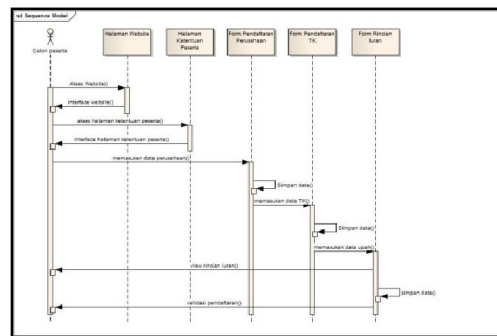 sd Sequence Model
Calon peserta
Halaman Website
Halaman
Ketentuan
Peserta
Form Pendaftaran
Perusahaan
Form Pendaftaran
TK
Form Rincian
Iuran
Akses Website()
Interface website()
akses halaman ketentuan peserta()
Interface halaman ketentuan peserta()
memasukan data perusahaan()
Simpan data()
memasukan data TK()
Simpan data()
memasukan data upah()
view rincian iuran()
simpan data()
validasi pendaftaran()